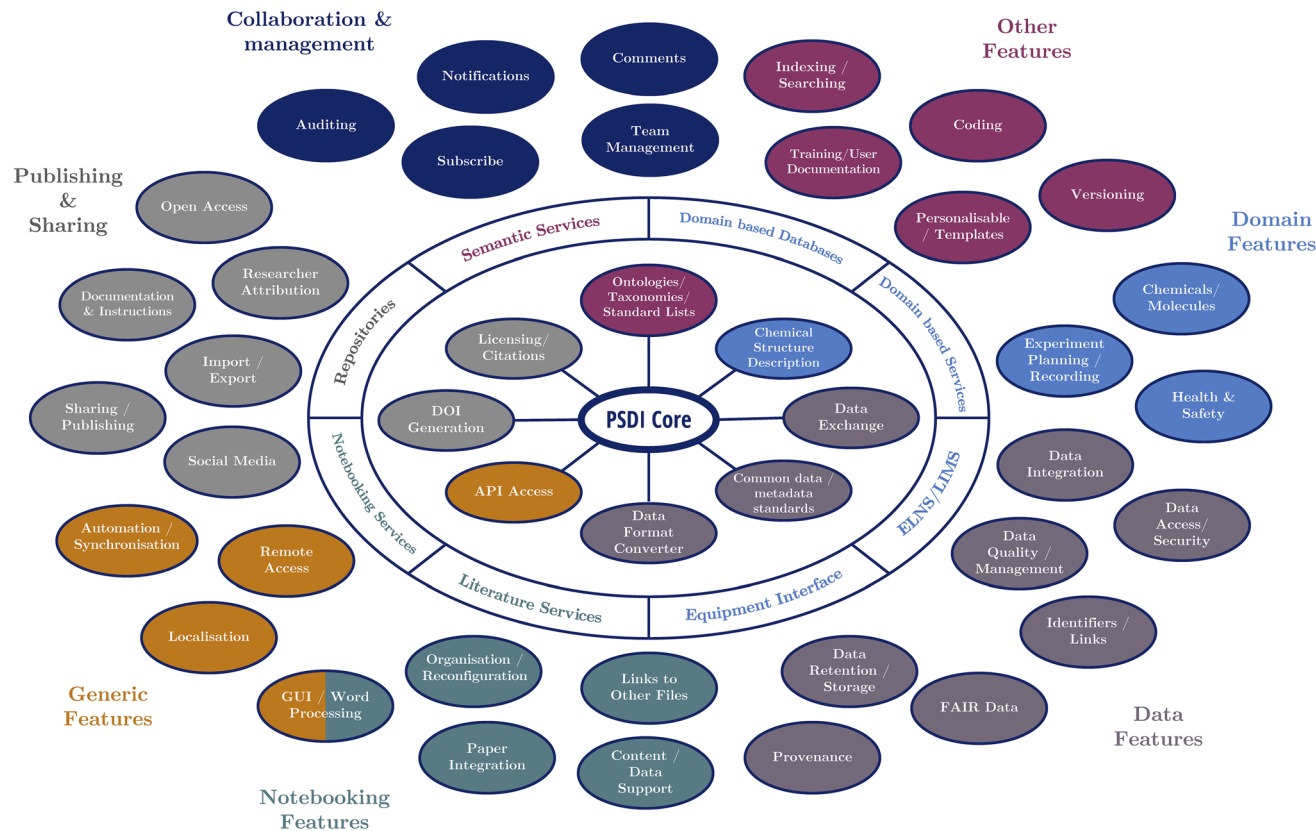 Collaboration &
management
Notifications
Comments
Auditing
Subscribe
Team
Management
Other
Features
Indexing /
Searching
Coding
Training/User
Documentation
Versioning
Personalisable
/ Templates
Publishing
&
Sharing
Open Access
Researcher
Attribution
Documentation
& Instructions
Import /
Export
Sharing /
Publishing
Social Media
Domain
Features
Chemicals/
Molecules
Experiment
Planning /
Recording
Health &
Safety
Semantic Services
Domain based Databases
Domain based Services
ELNS/LIMS
Equipment Interface
Literature Services
Notebooking Services
Repositories
Ontologies/
Taxonomies/
Standard Lists
Licensing/
Citations
Chemical
Structure
Description
DOI
Generation
PSDI Core
Data
Exchange
API Access
Common data /
metadata
standards
Data
Format
Converter
Automation /
Synchronisation
Remote
Access
Localisation
Generic
Features
GUI / Word
Processing
Organisation /
Reconfiguration
Links to
Other Files
Paper
Integration
Content /
Data
Support
Notebooking
Features
Data
Integration
Data
Access/
Security
Data
Quality /
Management
Identifiers /
Links
Data
Retention /
Storage
FAIR Data
Provenance
Data
Features